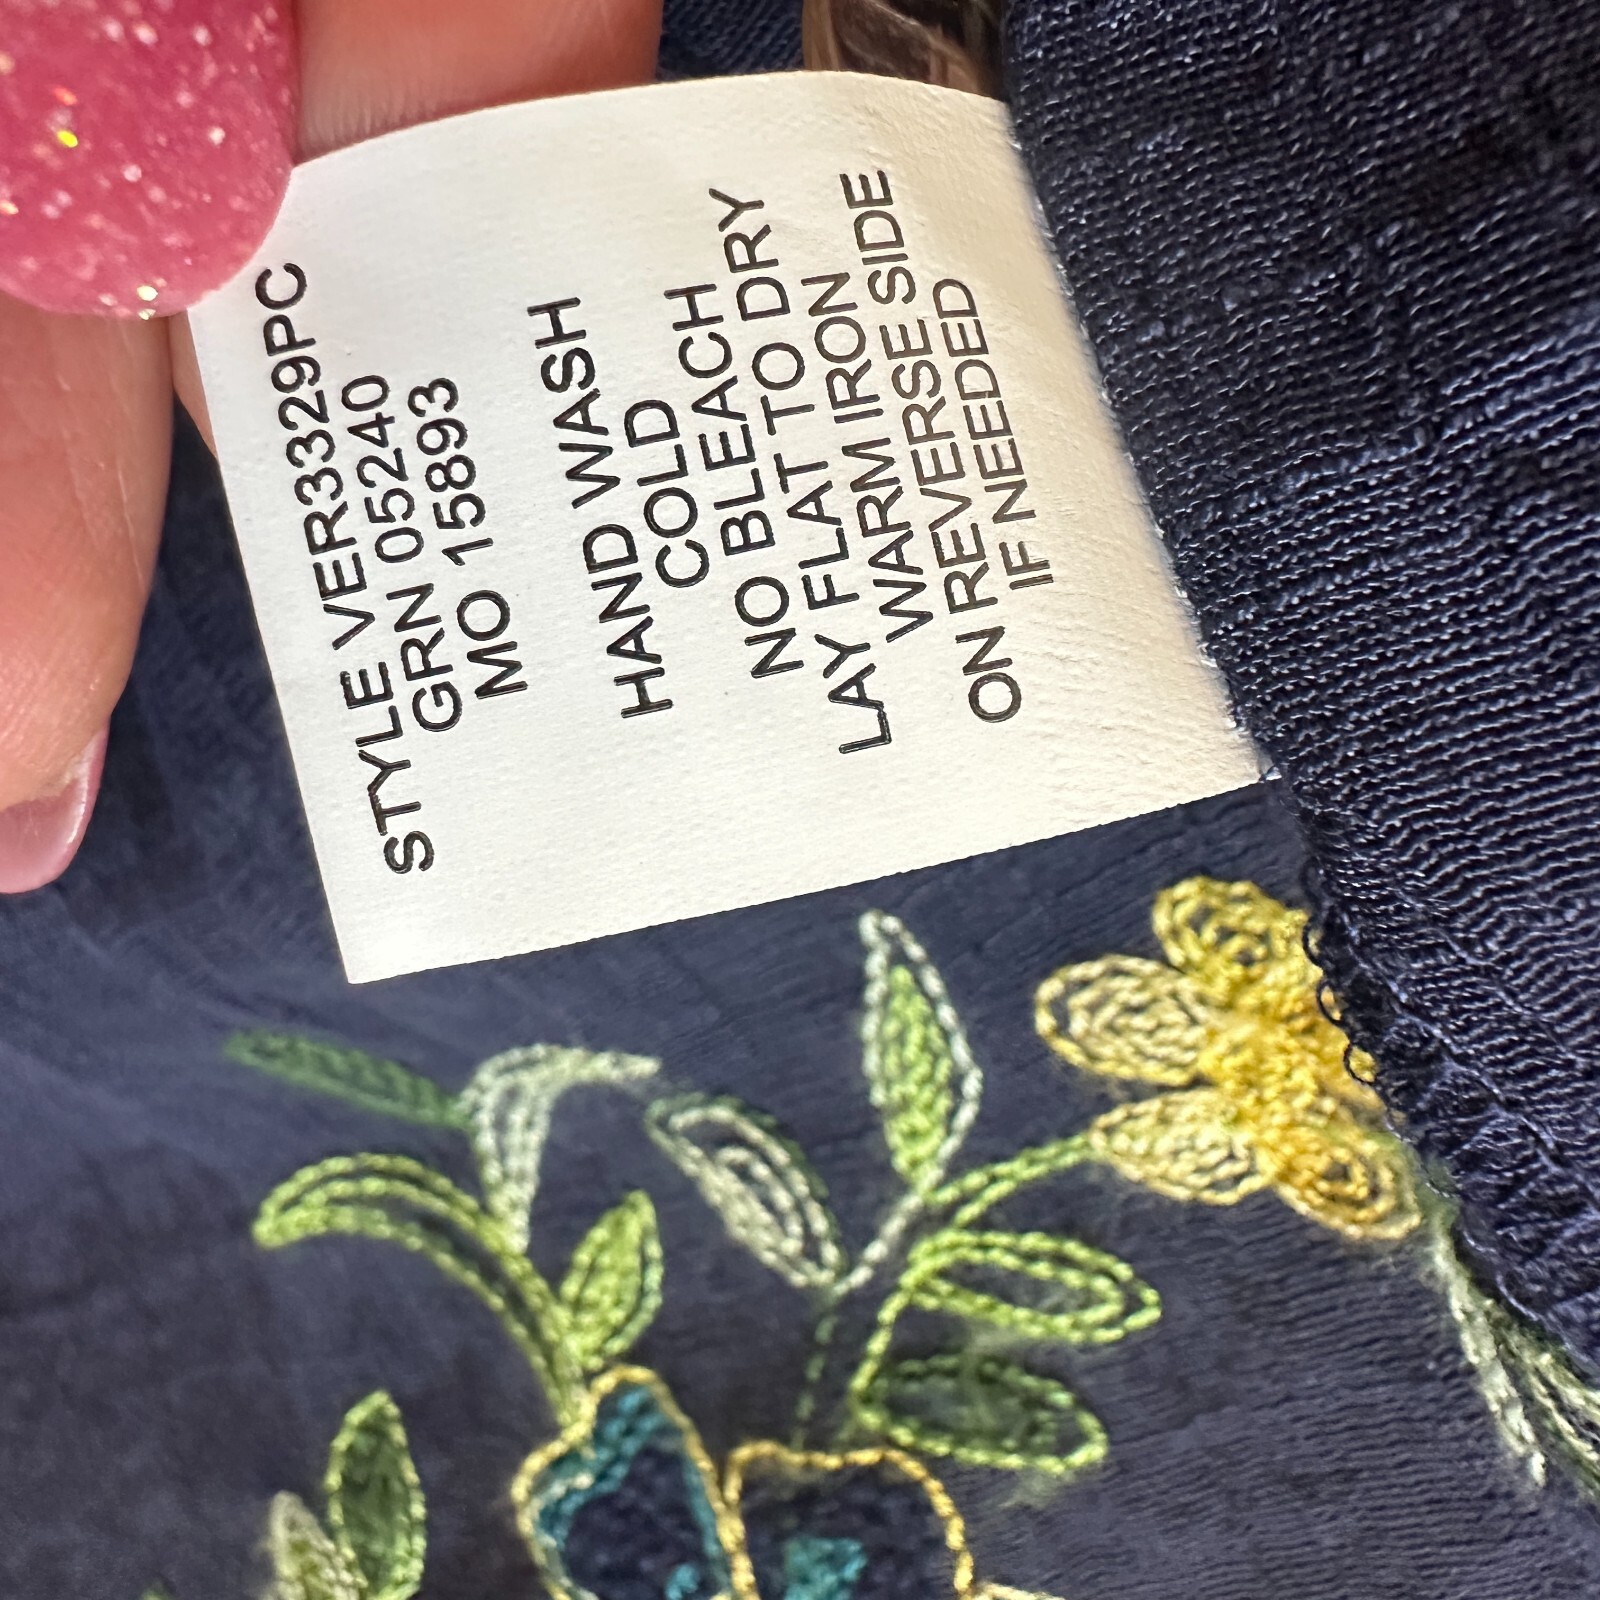 STYLE VER3329PC
GRN 05240
MO 15893
HAND WASH
COLD
NO BLEACH
LAY FLAT TO DRY
WARM IRON
ON REVERSE SIDE
IF NEEDED